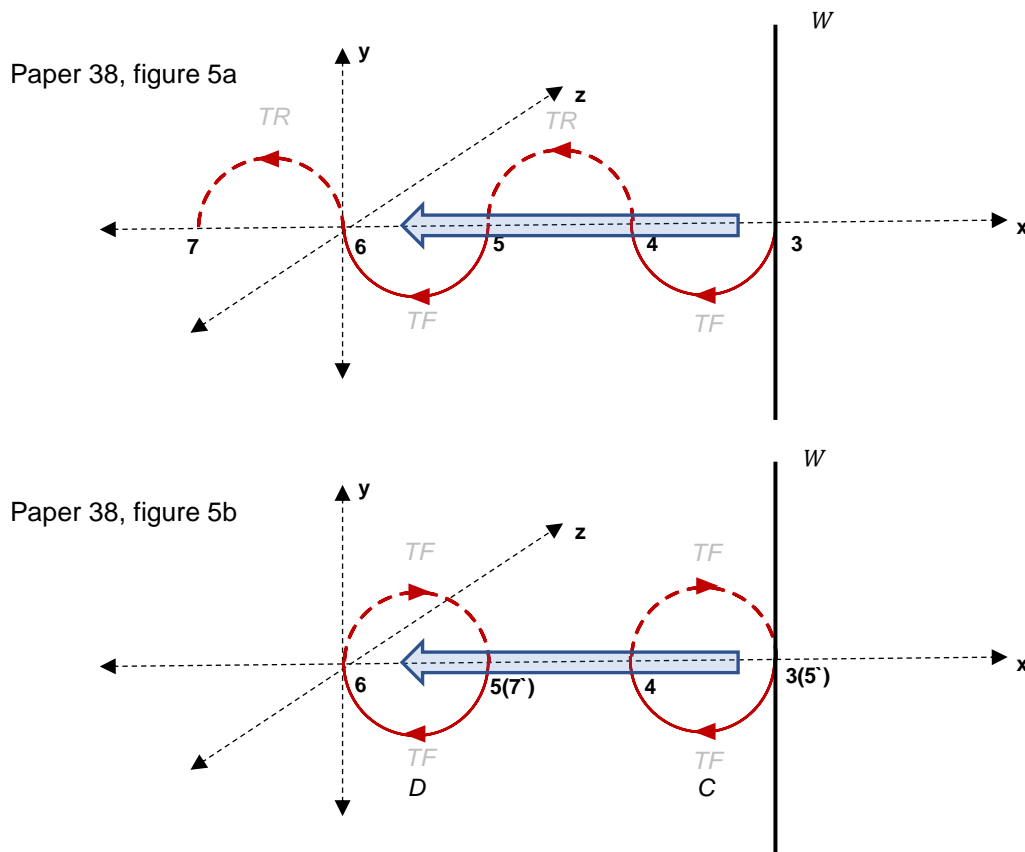 W
y
Paper 38, figure 5a
z
TR
TR
x
7
6
5
4
3
TF
TF
W
y
Paper 38, figure 5b
z
TF
TF
x
6
5(7`)
4
3(5`)
TF
TF
D
C